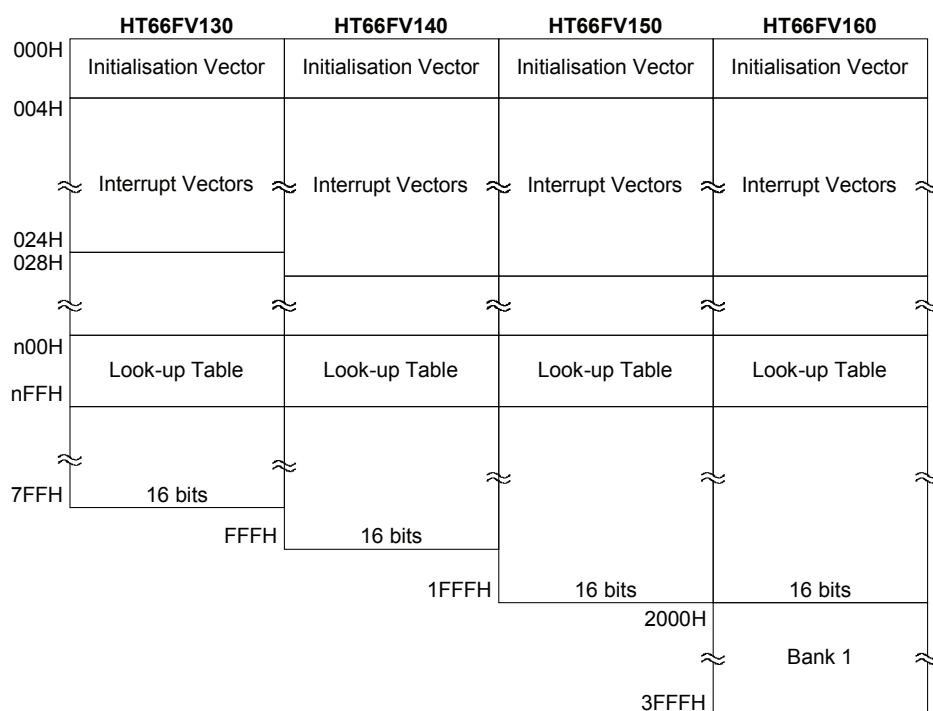 HT66FV130 HT66FV140 HT66FV150 HT66FV160
000H
Initialisation Vector Initialisation Vector Initialisation Vector Initialisation Vector
004H
Interrupt Vectors Interrupt Vectors Interrupt Vectors Interrupt Vectors
024H
028H
n00H
Look-up Table Look-up Table Look-up Table Look-up Table
nFFH
7FFH 16 bits
FFFH 16 bits
1FFFH 16 bits 16 bits
2000H
Bank 1
3FFFH